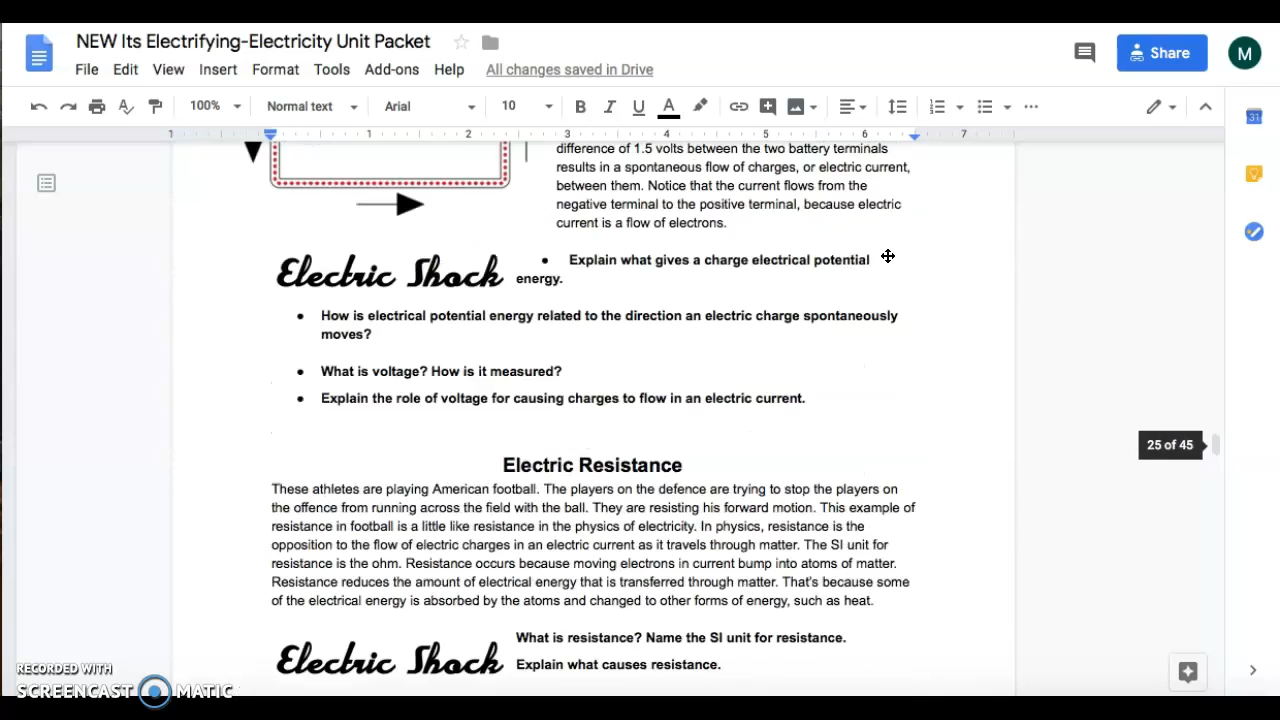 NEW Its Electrifying-Electricity Unit Packet
File Edit View Insert Format Tools Add-ons Help All changes saved in Drive
Share
M
100% Normal text Arial 10 B I U A
1 1 2 3 4 5 6 7
31
difference of 1.5 volts between the two battery terminals
results in a spontaneous flow of charges, or electric current,
between them. Notice that the current flows from the
negative terminal to the positive terminal, because electric
current is a flow of electrons.
Electric Shock
• Explain what gives a charge electrical potential
energy.
• How is electrical potential energy related to the direction an electric charge spontaneously
moves?
• What is voltage? How is it measured?
• Explain the role of voltage for causing charges to flow in an electric current.
25 of 45
Electric Resistance
These athletes are playing American football. The players on the defence are trying to stop the players on
the offence from running across the field with the ball. They are resisting his forward motion. This example of
resistance in football is a little like resistance in the physics of electricity. In physics, resistance is the
opposition to the flow of electric charges in an electric current as it travels through matter. The SI unit for
resistance is the ohm. Resistance occurs because moving electrons in current bump into atoms of matter.
Resistance reduces the amount of electrical energy that is transferred through matter. That's because some
of the electrical energy is absorbed by the atoms and changed to other forms of energy, such as heat.
Electric Shock
What is resistance? Name the SI unit for resistance.
Explain what causes resistance.
RECORDED WITH
SCREENCAST MATIC